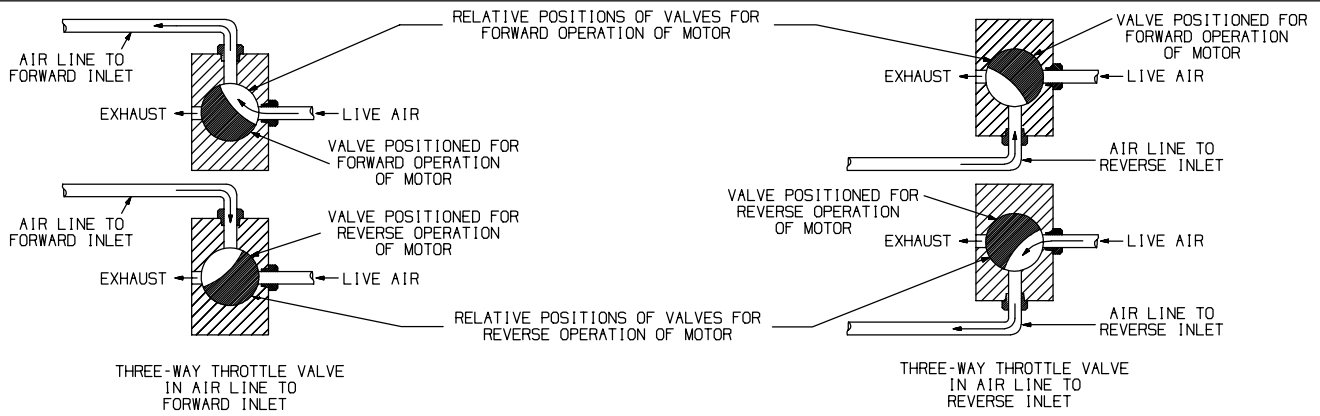 RELATIVE POSITIONS OF VALVES FOR
FORWARD OPERATION OF MOTOR
AIR LINE TO
FORWARD INLET
EXHAUST
LIVE AIR
VALVE POSITIONED FOR
FORWARD OPERATION
OF MOTOR
VALVE POSITIONED FOR
FORWARD OPERATION
OF MOTOR
EXHAUST
LIVE AIR
AIR LINE TO
REVERSE INLET
AIR LINE TO
FORWARD INLET
VALVE POSITIONED FOR
REVERSE OPERATION
OF MOTOR
EXHAUST
LIVE AIR
VALVE POSITIONED FOR
REVERSE OPERATION
OF MOTOR
EXHAUST
LIVE AIR
RELATIVE POSITIONS OF VALVES FOR
REVERSE OPERATION OF MOTOR
AIR LINE TO
REVERSE INLET
THREE-WAY THROTTLE VALVE
IN AIR LINE TO
FORWARD INLET
THREE-WAY THROTTLE VALVE
IN AIR LINE TO
REVERSE INLET